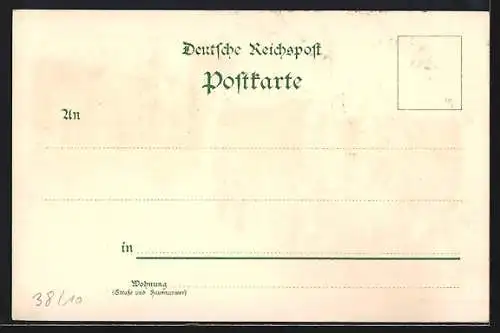 Deutsche Reichspost
Postkarte
An
in
Wohnung
(Straße und Hausnummer)
38/10